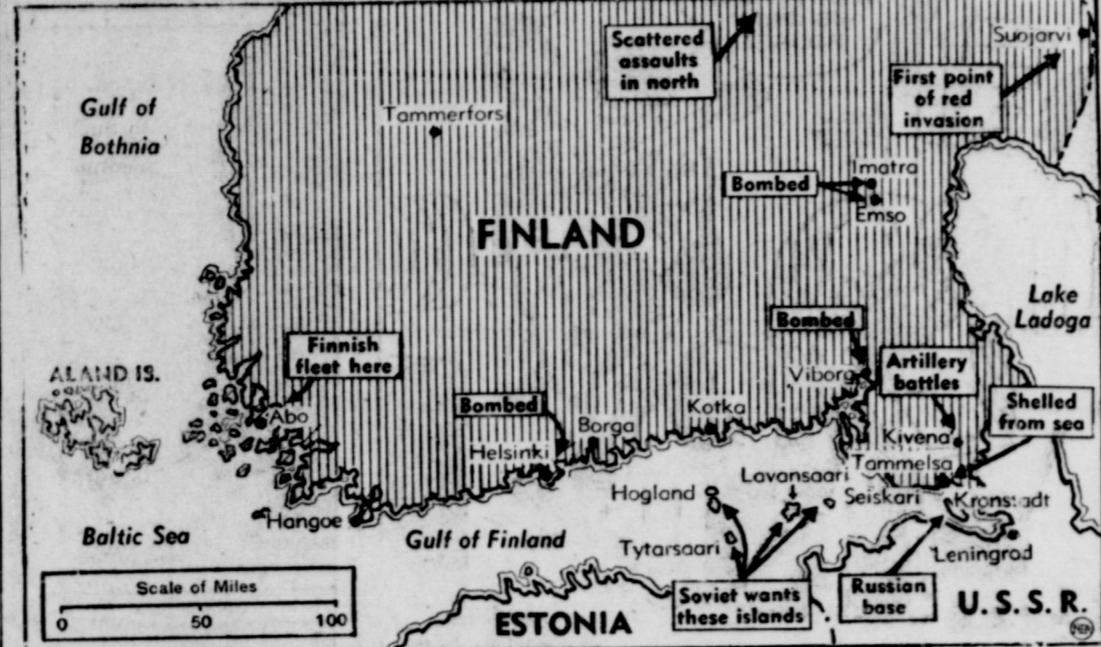 Scattered
assaults
in north
Suojarvi
First point
of red
invasion
Gulf of
Bothnia
Tammerfors
Bombed
Imatra
Emso
FINLAND
Lake
Ladoga
Bombed
Finnish
fleet here
Viborg
Artillery
battles
ALAND IS.
Shelled
from sea
Bombed
Abo
Borga
Kotka
Kivena
Helsinki
Tammelsa
Lavansaari
Hogland
Seiskari
Kronstadt
Hangoe
Baltic Sea
Gulf of Finland
Tytarsaari
Leningrad
Scale of Miles
0 50 100
ESTONIA
Soviet wants
these islands
Russian
base
U. S. S. R.
NEA